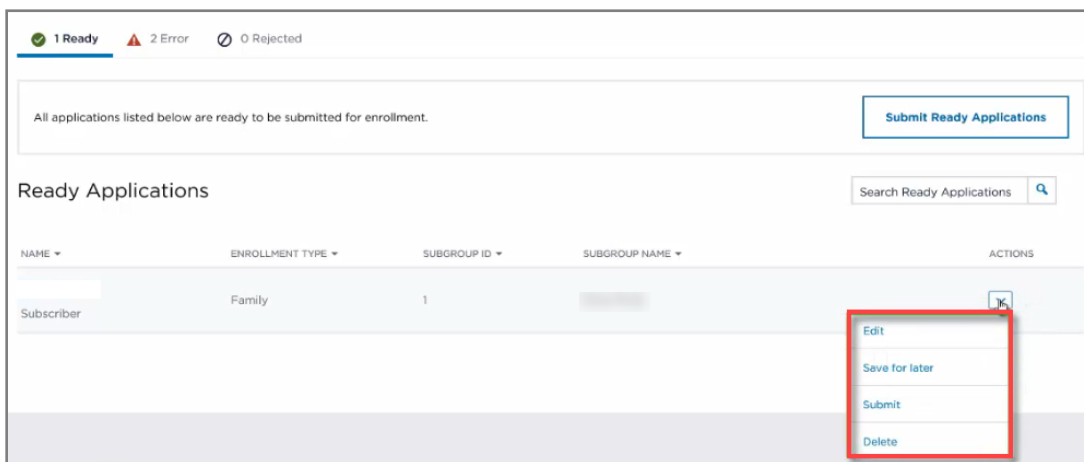 1 Ready 2 Error 0 Rejected
All applications listed below are ready to be submitted for enrollment.
Submit Ready Applications
Ready Applications
Search Ready Applications
NAME ENROLLMENT TYPE SUBGROUP ID SUBGROUP NAME ACTIONS
Family 1
Subscriber
Edit
Save for later
Submit
Delete